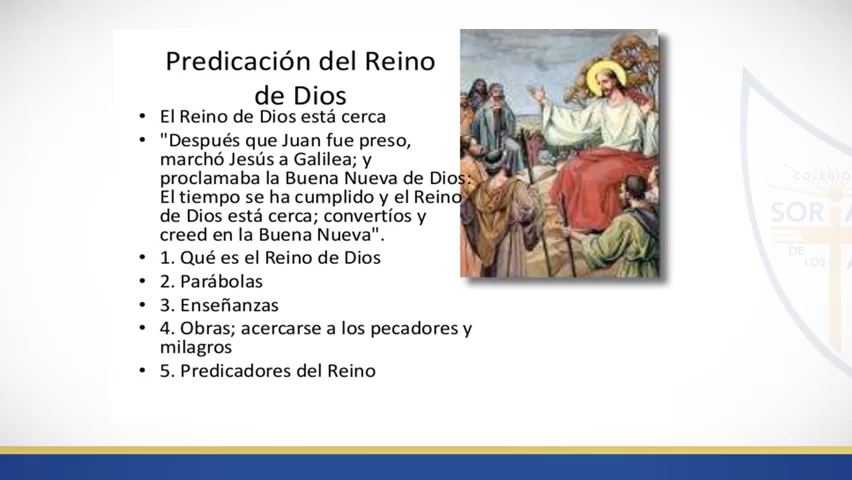 Predicación del Reino
de Dios
• El Reino de Dios está cerca
• "Después que Juan fue preso,
marchó Jesús a Galilea; y
proclamaba la Buena Nueva de Dios:
El tiempo se ha cumplido y el Reino
de Dios está cerca; convertíos y
creed en la Buena Nueva".
• 1. Qué es el Reino de Dios
• 2. Parábolas
• 3. Enseñanzas
• 4. Obras; acercarse a los pecadores y
milagros
• 5. Predicadores del Reino
COLEGIO
SOR
DE
LOS